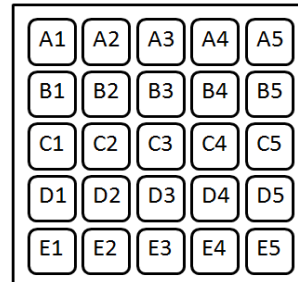 A1 A2 A3 A4 A5
B1 B2 B3 B4 B5
C1 C2 C3 C4 C5
D1 D2 D3 D4 D5
E1 E2 E3 E4 E5